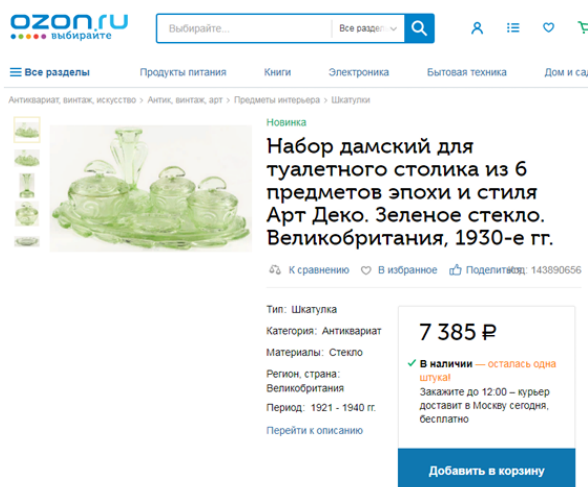 ozon.ru
выбирайте
Выбирайте...
Все раздел
Все разделы
Продукты питания
Книги
Электроника
Бытовая техника
Дом и сад
Антиквариат, винтаж, искусство > Антик, винтаж, арт > Предметы интерьера > Шкатулки
Новинка
Набор дамский для
туалетного столика из 6
предметов эпохи и стиля
Арт Деко. Зеленое стекло.
Великобритания, 1930-е гг.
К сравнению
В избранное
Поделиться
: 143890656
Тип: Шкатулка
Категория: Антиквариат
Материалы: Стекло
Регион, страна:
Великобритания
Период: 1921 - 1940 гг.
Перейти к описанию
7 385 ₽
В наличии — осталась одна
штука!
Закажите до 12:00 – курьер
доставит в Москву сегодня,
бесплатно
Добавить в корзину